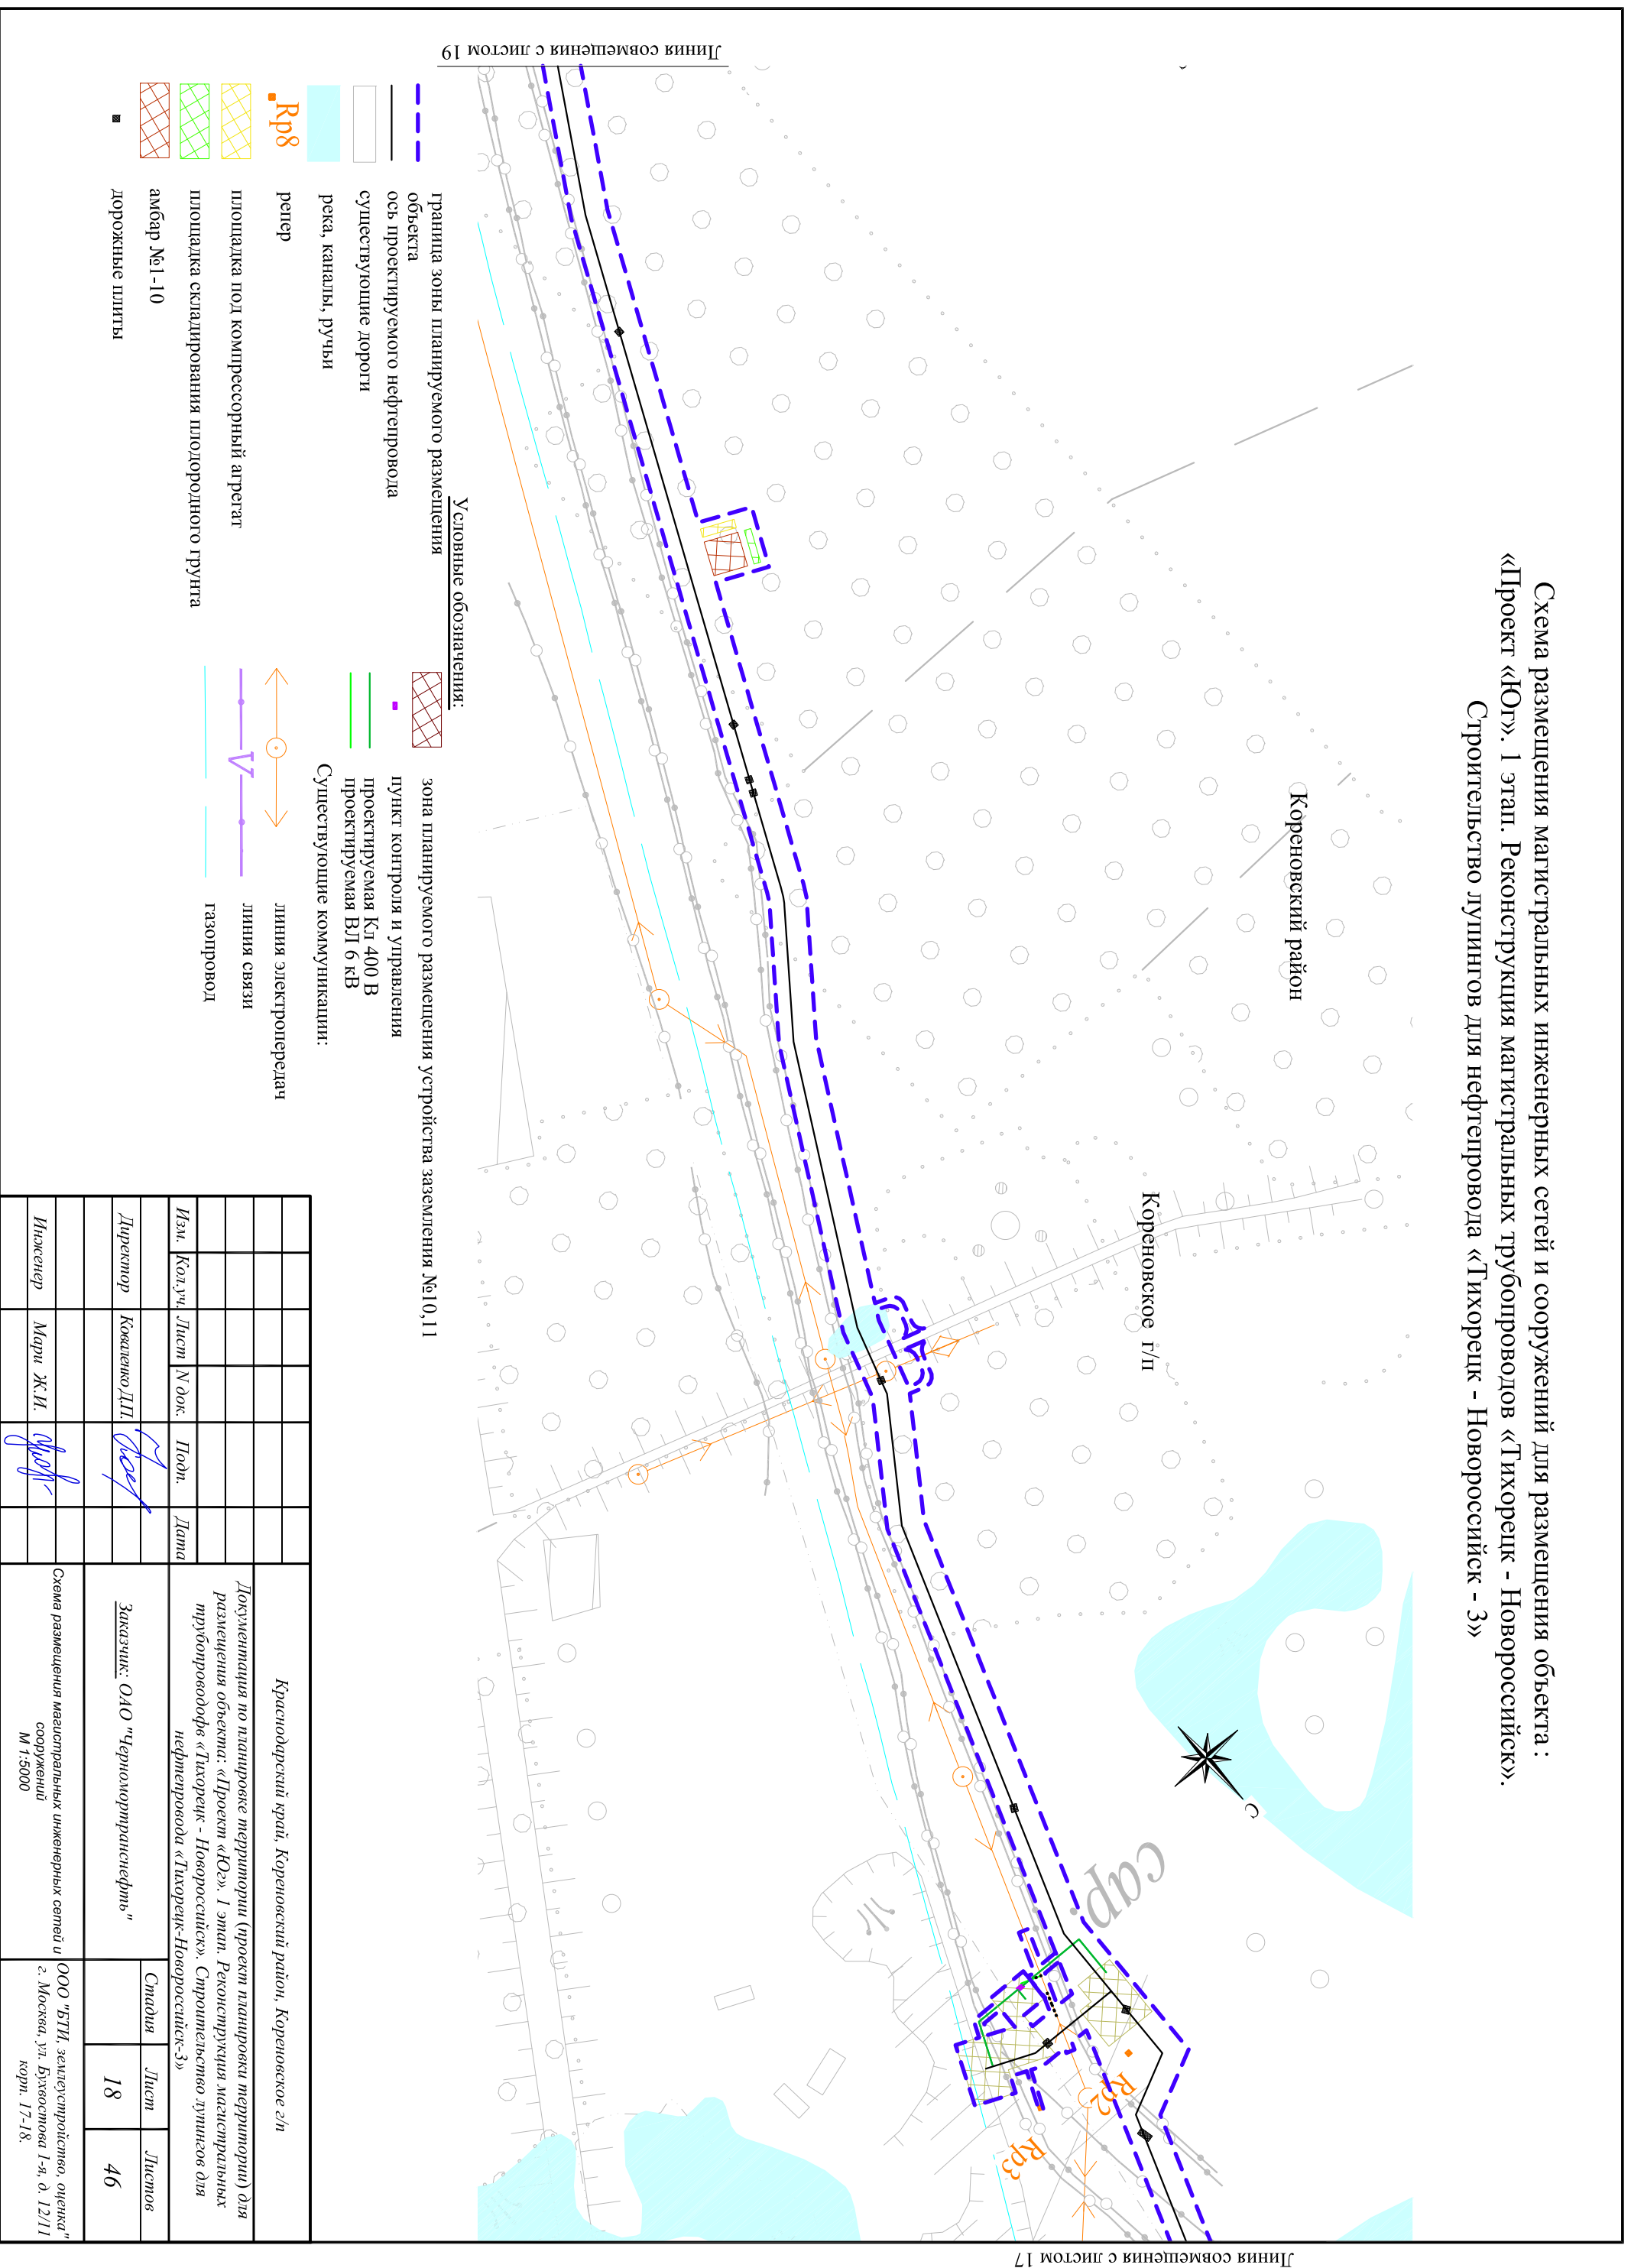 Схема размещения магистральных инженерных сетей и сооружений для размещения объекта:
«Проект «Юг». 1 этап. Реконструкция магистральных трубопроводов «Тихорецк - Новороссийск».
Строительство лупингов для нефтепровода «Тихорецк - Новороссийск - 3»
Линия совмещения с листом 19
Кореновский район
Кореновское г/п
С
сар.
Rp2
Rp3
Линия совмещения с листом 17
Условные обозначения:
граница зоны планируемого размещения
объекта
ось проектируемого нефтепровода
существующие дороги
река, каналы, ручьи
Rp8
репер
площадка под компрессорный агрегат
площадка складирования плодородного грунта
амбар №1-10
дорожные плиты
зона планируемого размещения устройства заземления №10,11
пункт контроля и управления
проектируемая Кл 400 В
проектируемая ВЛ 6 кВ
Существующие коммуникации:
линия электропередач
V
линия связи
газопровод
Краснодарский край, Кореновский район, Кореновское г/п
Документация по планировке территории (проект планировки территории) для
размещения объекта: «Проект «Юг». 1 этап. Реконструкция магистральных
трубопроводофв «Тихорецк - Новороссийск». Строительство лупингов для
нефтепровода «Тихорецк-Новороссийск-3»
Изм. Кол.уч. Лист N док. Подп. Дата
Директор Коваленко Д.П.
Инженер Мари Ж.И.
Заказчик: ОАО "Черномортранснефть"
Стадия Лист Листов
18 46
Схема размещения магистральных инженерных сетей и
сооружений
М 1:5000
ООО "БТИ, землеустройство, оценка"
г. Москва, ул. Бухвостова 1-я, д. 12/11
корп. 17-18.